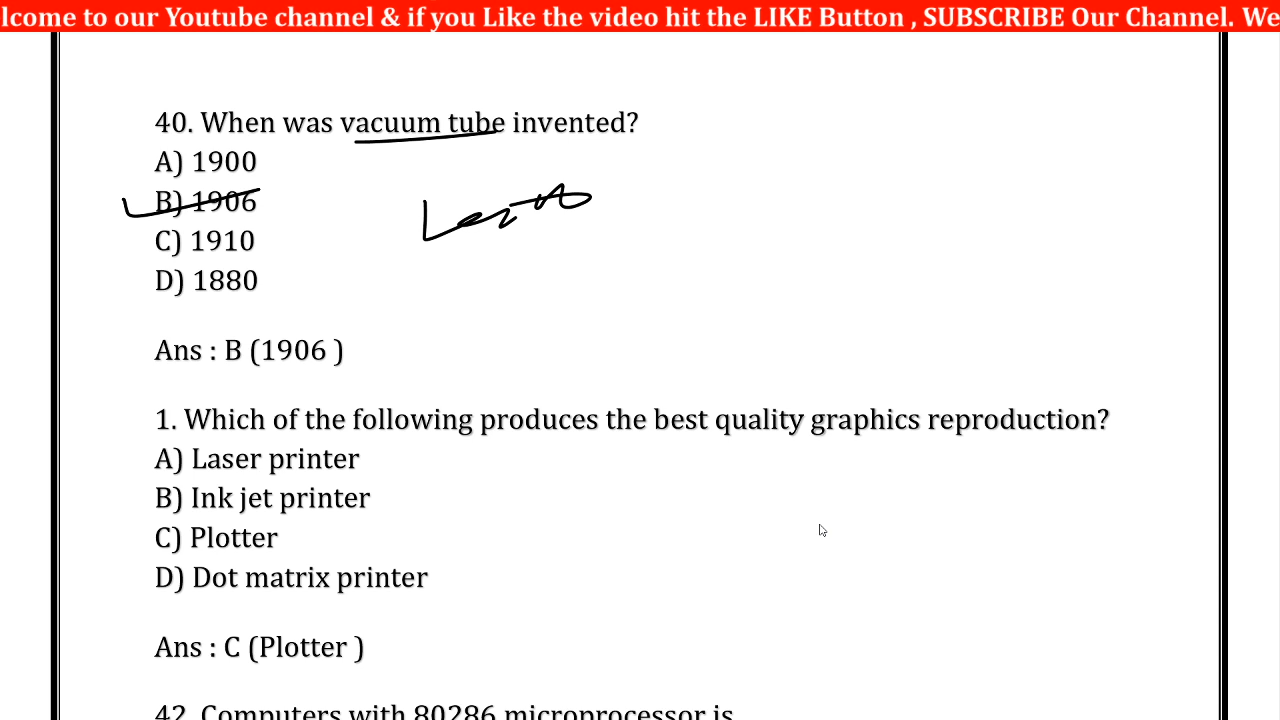 lcome to our Youtube channel & if you Like the video hit the LIKE Button , SUBSCRIBE Our Channel. We
40. When was vacuum tube invented?
A) 1900
B) 1906
C) 1910
D) 1880
Ans : B (1906 )
1. Which of the following produces the best quality graphics reproduction?
A) Laser printer
B) Ink jet printer
C) Plotter
D) Dot matrix printer
Ans : C (Plotter )
42. Computers with 80286 microprocessor is